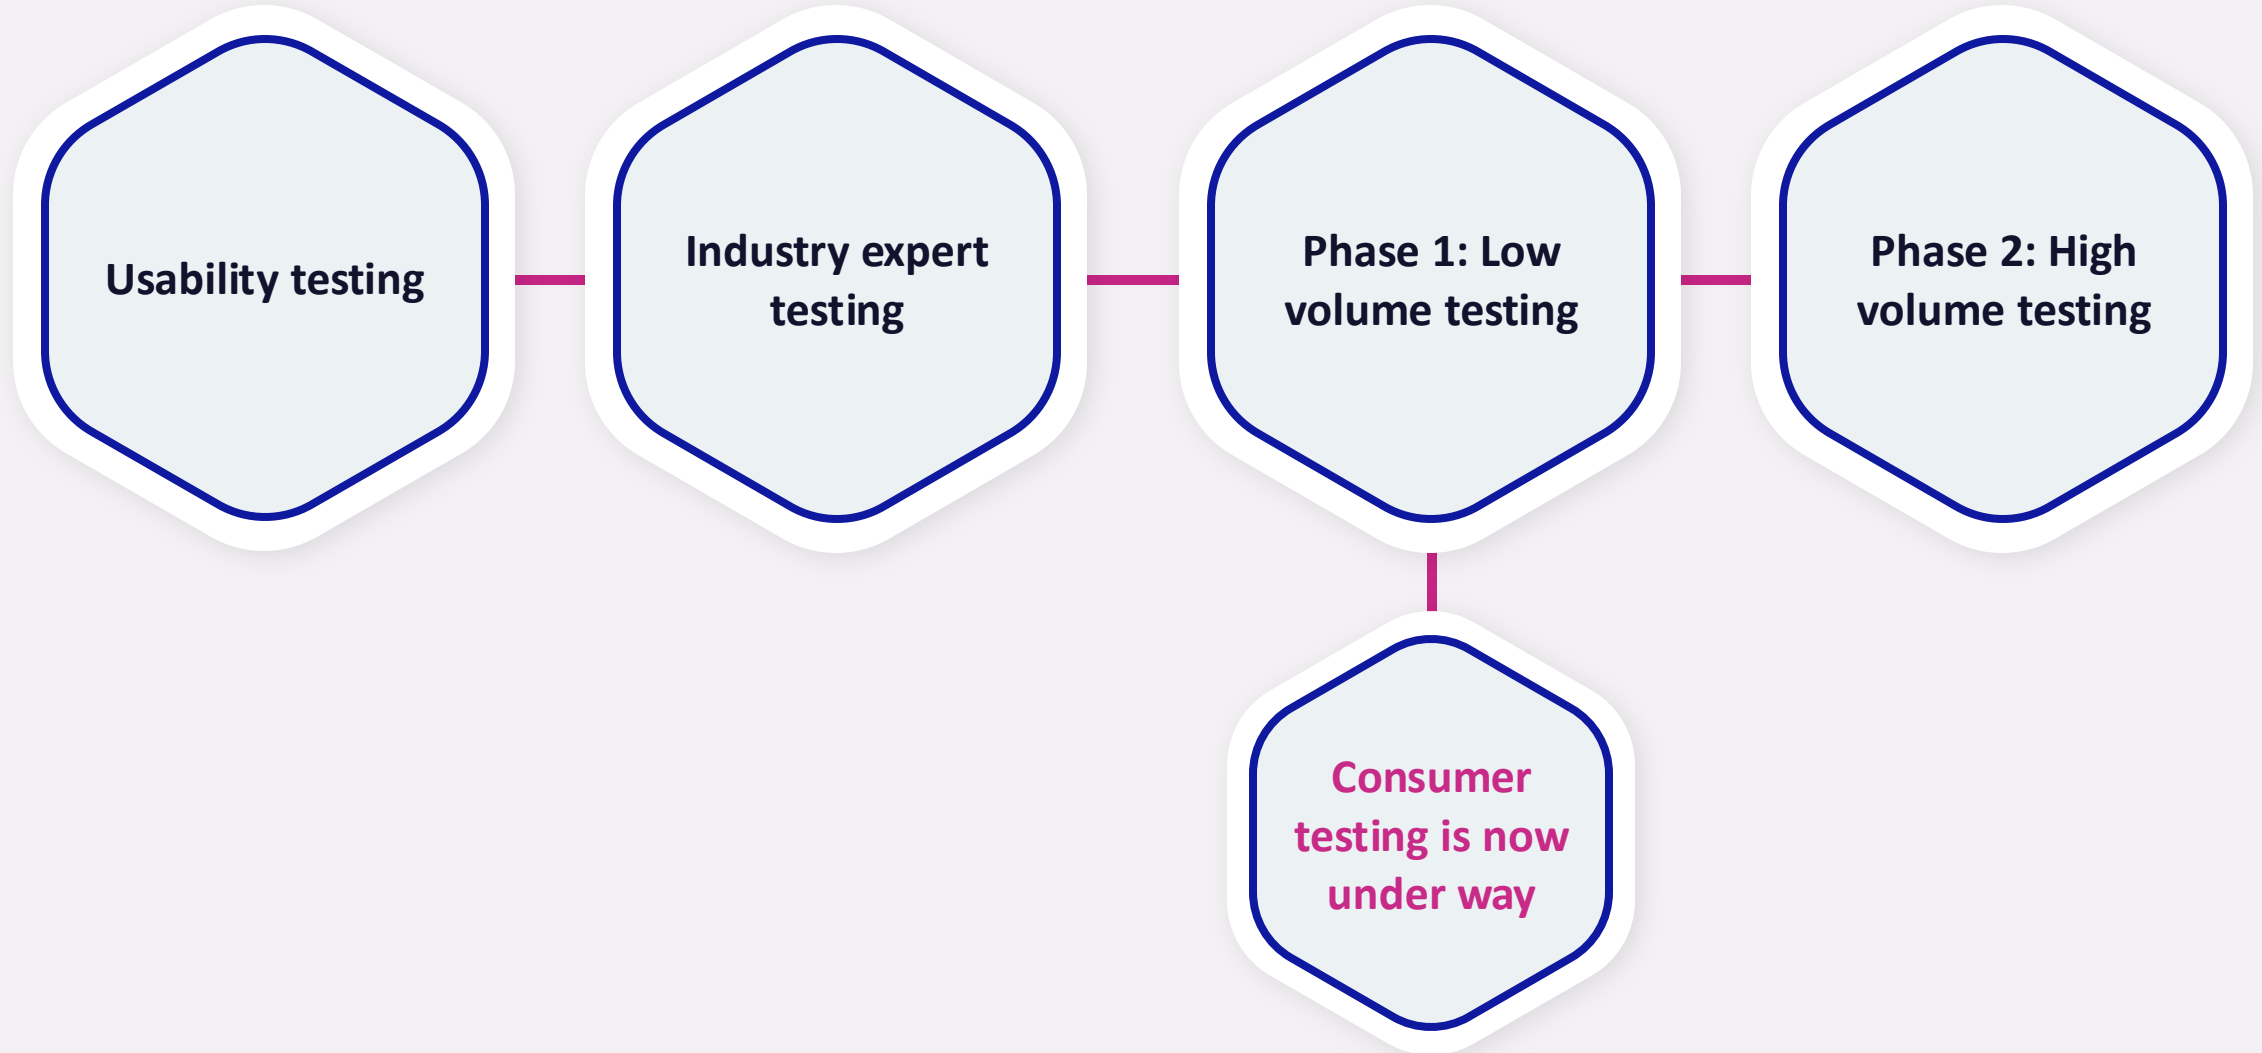 Usability testing
Industry expert
testing
Phase 1: Low
volume testing
Phase 2: High
volume testing
Consumer
testing is now
under way